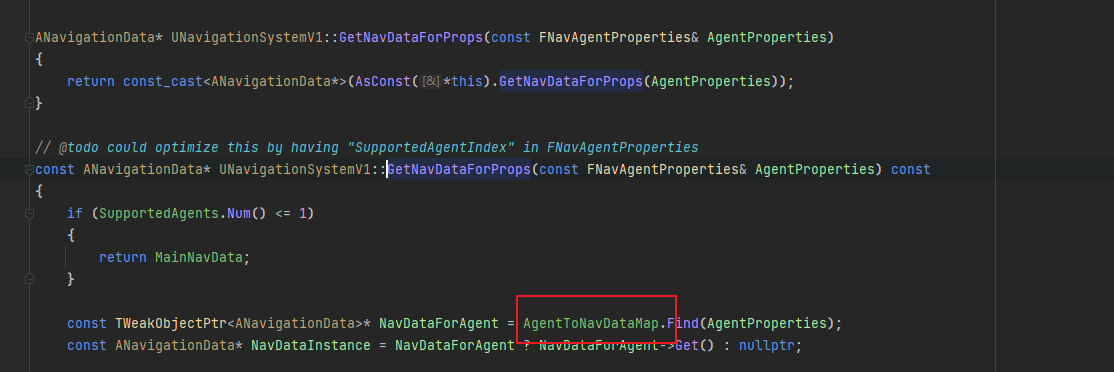 ANavigationData* UNavigationSystemV1::GetNavDataForProps(const FNavAgentProperties& AgentProperties)
{
    return const_cast<ANavigationData*>(AsConst([&]*this).GetNavDataForProps(AgentProperties));
}
// @todo could optimize this by having "SupportedAgentIndex" in FNavAgentProperties
const ANavigationData* UNavigationSystemV1::GetNavDataForProps(const FNavAgentProperties& AgentProperties) const
{
    if (SupportedAgents.Num() <= 1)
    {
        return MainNavData;
    }
    const TWeakObjectPtr<ANavigationData>* NavDataForAgent = AgentToNavDataMap.Find(AgentProperties);
    const ANavigationData* NavDataInstance = NavDataForAgent ? NavDataForAgent->Get() : nullptr;